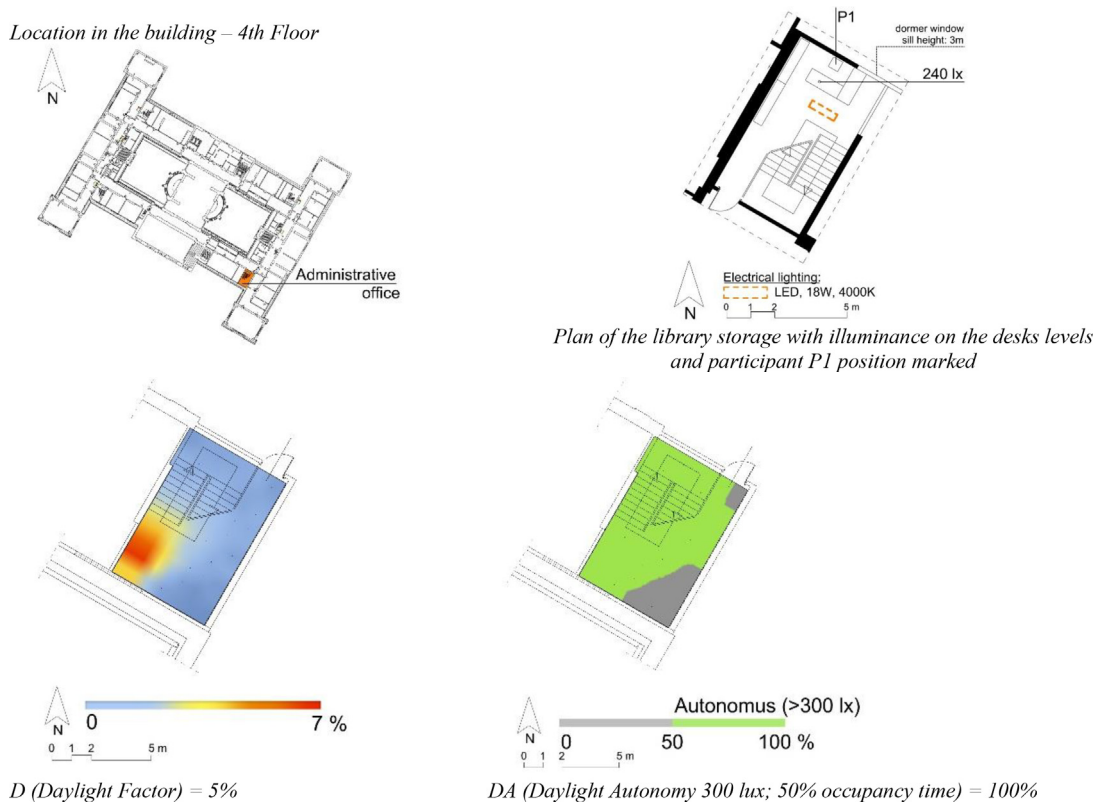 Location in the building – 4th Floor
N
Administrative
office
P1
dormer window
sill height: 3m
240 lx
Electrical lighting:
LED, 18W, 4000K
N
0 1 2 5 m
Plan of the library storage with illuminance on the desks levels
and participant P1 position marked
N
0 7 %
0 1 2 5 m
D (Daylight Factor) = 5%
N
Autonomus (>300 lx)
0 50 100 %
0 1 2 5 m
DA (Daylight Autonomy 300 lux; 50% occupancy time) = 100%